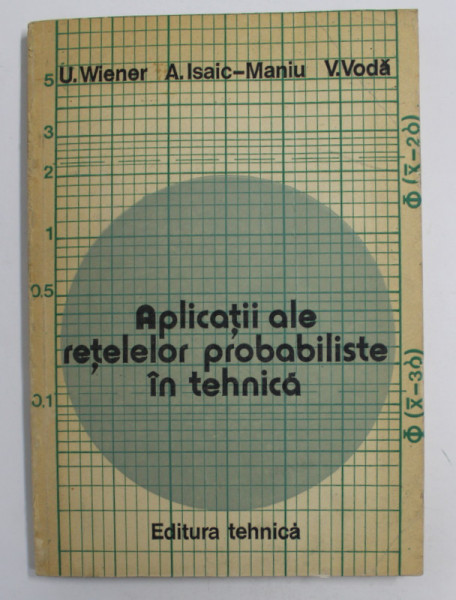 U. Wiener A. Isaic-Maniu V. Vodă
5
3
2
1
0.5
0.1
Φ (x̄-2σ)
Φ (x̄-3σ)
Aplicații ale
rețelelor probabiliste
în tehnică
Editura tehnică